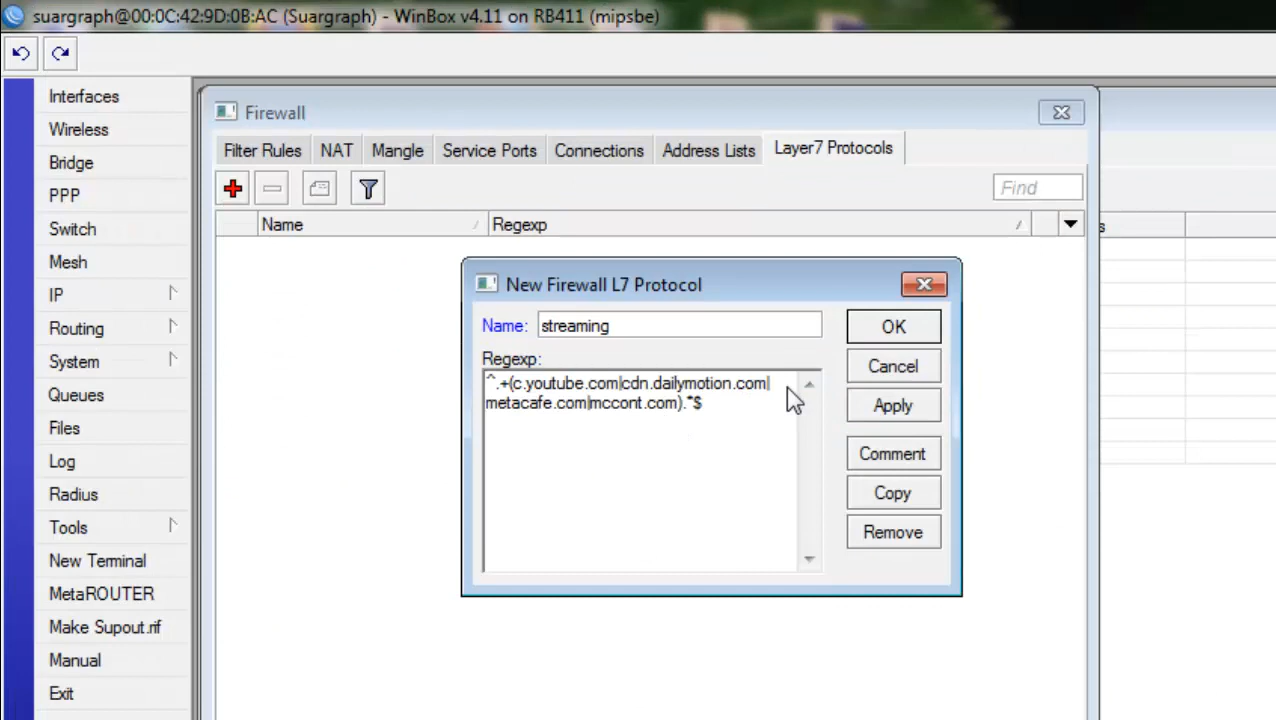 suargraph@00:0C:42:9D:0B:AC (Suargraph) - WinBox v4.11 on RB411 (mipsbe)
Interfaces
Wireless
Bridge
PPP
Switch
Mesh
IP
Routing
System
Queues
Files
Log
Radius
Tools
New Terminal
MetaROUTER
Make Supout.rif
Manual
Exit
Firewall
Filter Rules NAT Mangle Service Ports Connections Address Lists Layer7 Protocols
Find
Name Regexp
New Firewall L7 Protocol
Name: streaming
Regexp:
^.+(c.youtube.com|cdn.dailymotion.com|
metacafe.com|mccont.com).*$
OK
Cancel
Apply
Comment
Copy
Remove